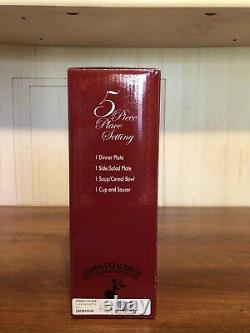 5 Piece
Place
Setting
1 Dinner Plate
1 Side/Salad Plate
1 Soup/Cereal Bowl
1 Cup and Saucer
JOHNSON BROS
ebay